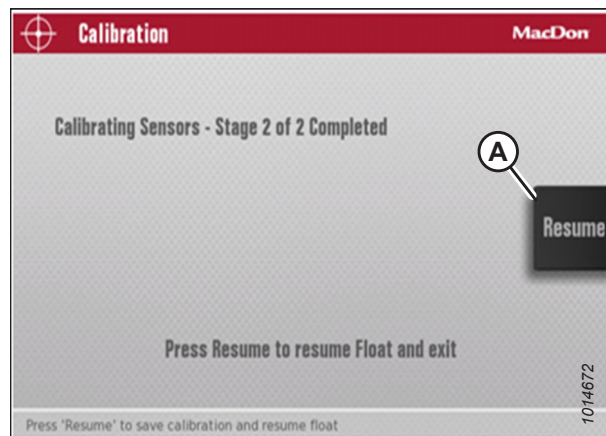 Calibration
MacDon
Calibrating Sensors - Stage 2 of 2 Completed
A
Resume
Press Resume to resume Float and exit
1014672
Press 'Resume' to save calibration and resume float